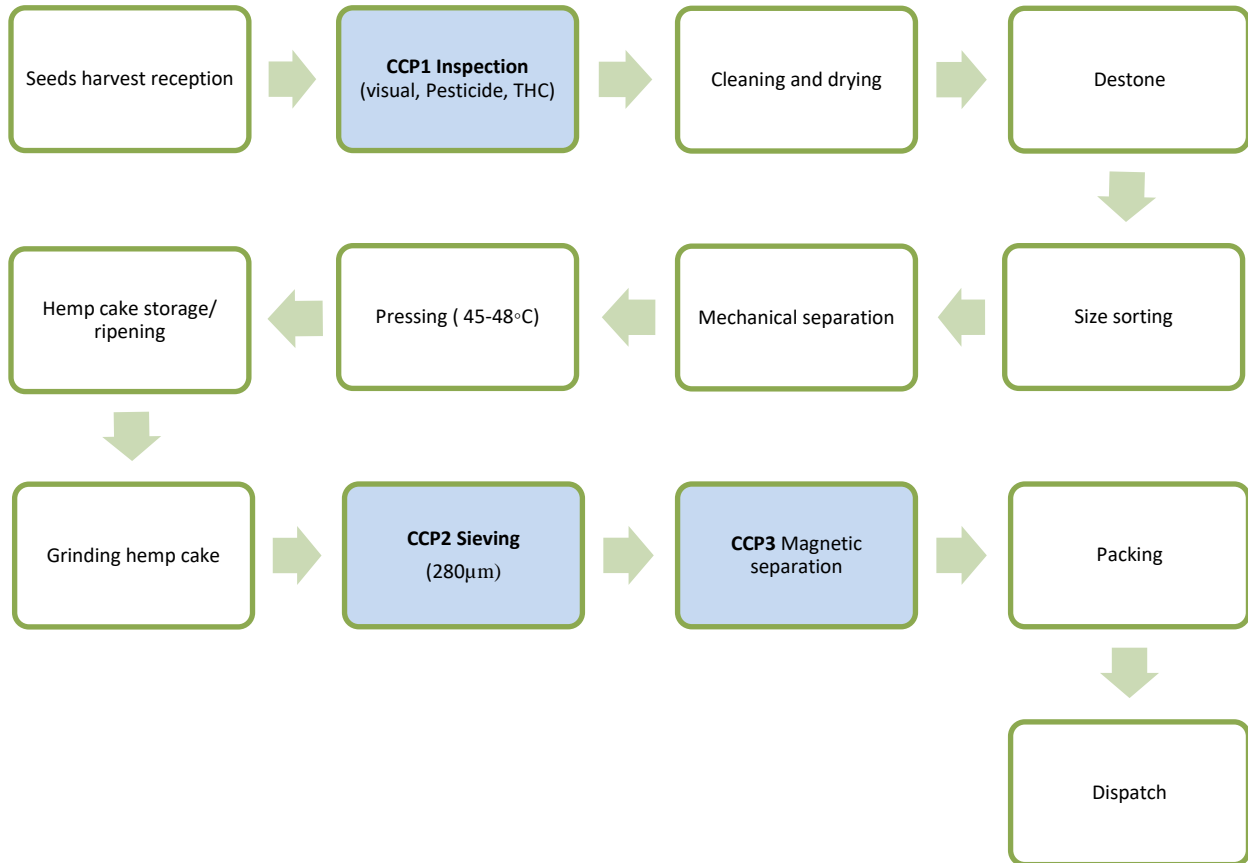 Seeds harvest reception
CCP1 Inspection
(visual, Pesticide, THC)
Cleaning and drying
Destone
Size sorting
Mechanical separation
Pressing ( 45-48◦C)
Hemp cake storage/
ripening
Grinding hemp cake
CCP2 Sieving
(280μm)
CCP3 Magnetic
separation
Packing
Dispatch